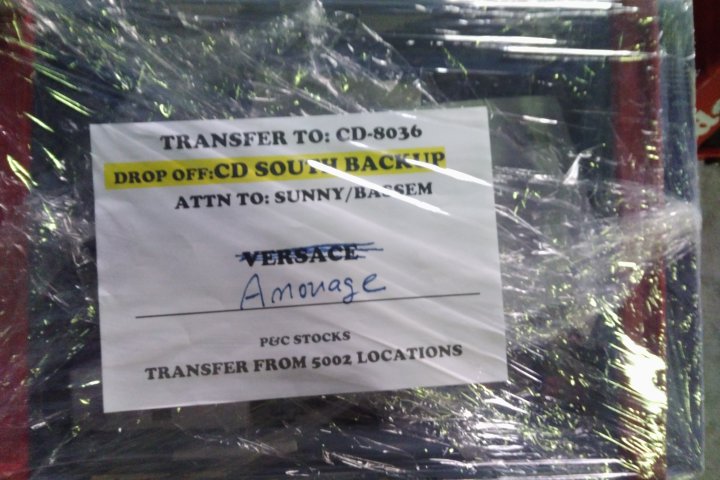 TRANSFER TO: CD-8036
DROP OFF:CD SOUTH BACKUP
ATTN TO: SUNNY/BASSEM
VERSACE
Amouage
P&C STOCKS
TRANSFER FROM 5002 LOCATIONS